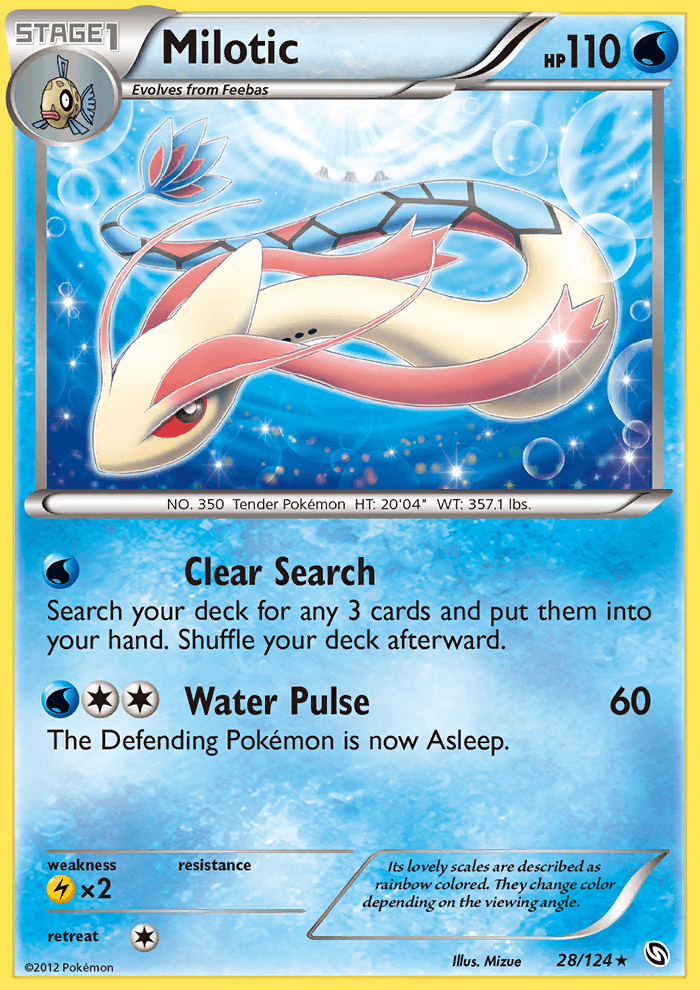 STAGE1
Milotic
HP110
Evolves from Feebas
NO. 350 Tender Pokémon HT: 20'04" WT: 357.1 lbs.
Clear Search
Search your deck for any 3 cards and put them into
your hand. Shuffle your deck afterward.
Water Pulse 60
The Defending Pokémon is now Asleep.
weakness resistance
×2
retreat
Its lovely scales are described as
rainbow colored. They change color
depending on the viewing angle.
©2012 Pokémon
Illus. Mizue 28/124★